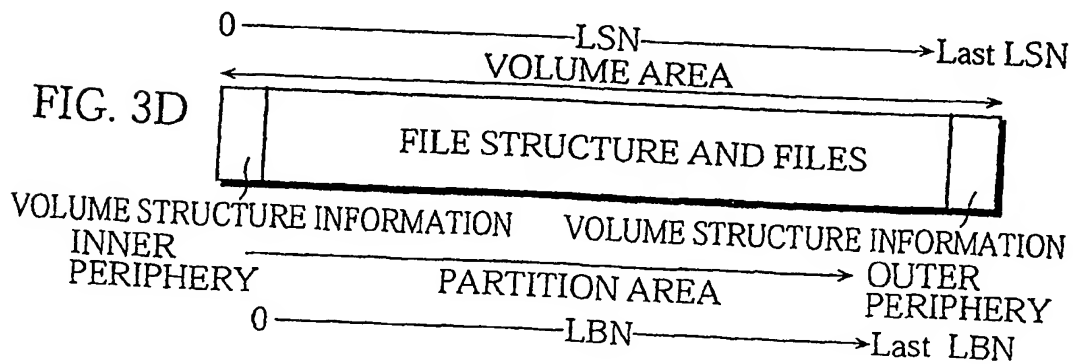 0 LSN Last LSN
VOLUME AREA
FIG. 3D
FILE STRUCTURE AND FILES
VOLUME STRUCTURE INFORMATION VOLUME STRUCTURE INFORMATION
INNER PERIPHERY
PARTITION AREA
OUTER PERIPHERY
0 LBN Last LBN